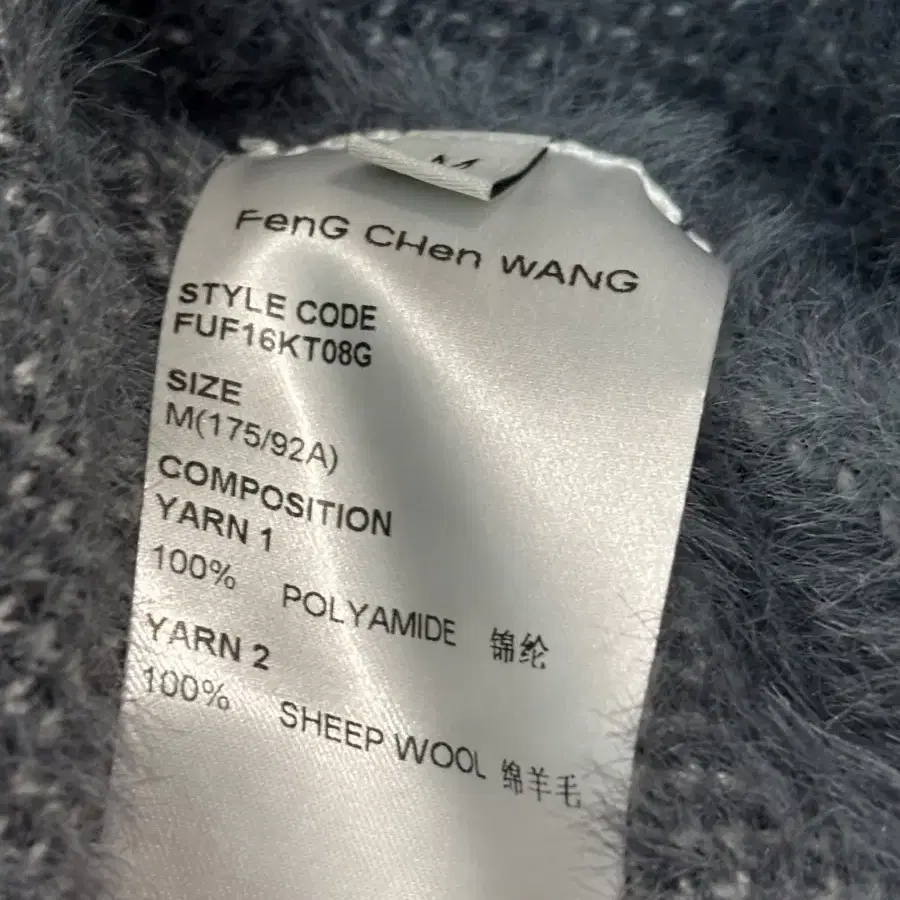 M
FenG CHen WANG
STYLE CODE
FUF16KT08G
SIZE
M(175/92A)
COMPOSITION
YARN 1
100% POLYAMIDE 锦纶
YARN 2
100% SHEEP WOOL 绵羊毛